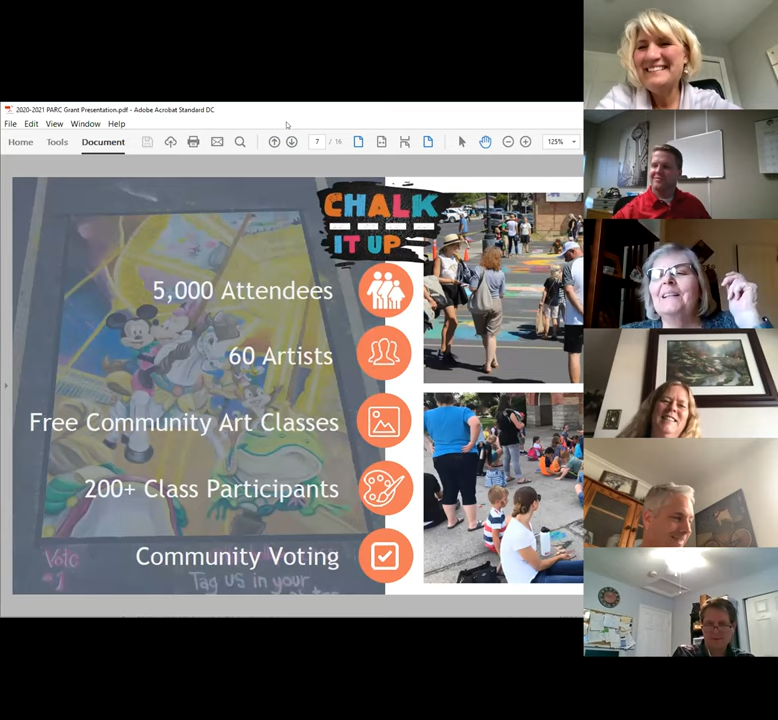 2020-2021 PARC Grant Presentation.pdf - Adobe Acrobat Standard DC
File Edit View Window Help
Home Tools Document 7 / 16 125%
CHALK
IT UP
5,000 Attendees
60 Artists
Free Community Art Classes
200+ Class Participants
Community Voting
Vote
#1
Tag us in your